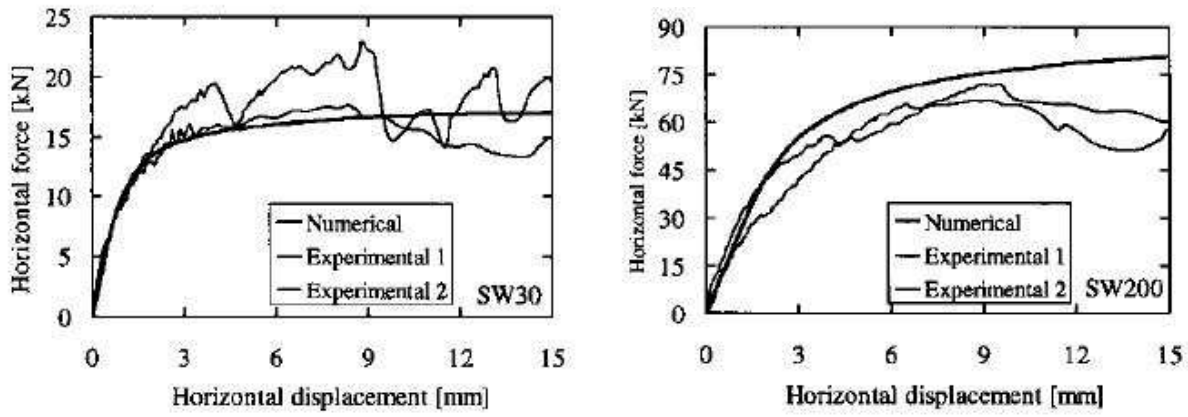 25
20
15
10
5
0
Horizontal force [kN]
Numerical
Experimental 1
Experimental 2
SW30
0 3 6 9 12 15
Horizontal displacement [mm]
90
75
60
45
30
15
0
Horizontal force [kN]
Numerical
Experimental 1
Experimental 2
SW200
0 3 6 9 12 15
Horizontal displacement [mm]